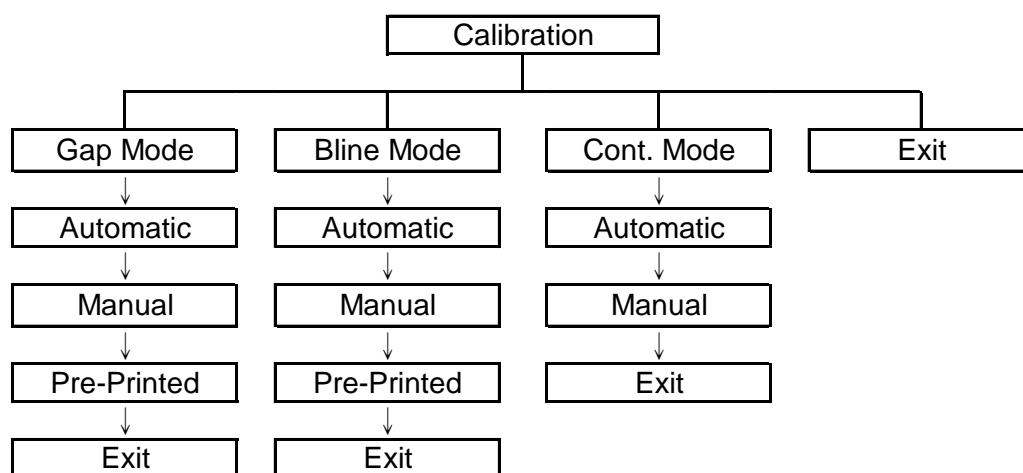 Calibration
Gap Mode
Bline Mode
Cont. Mode
Exit
Automatic
Automatic
Automatic
Manual
Manual
Manual
Pre-Printed
Pre-Printed
Exit
Exit
Exit